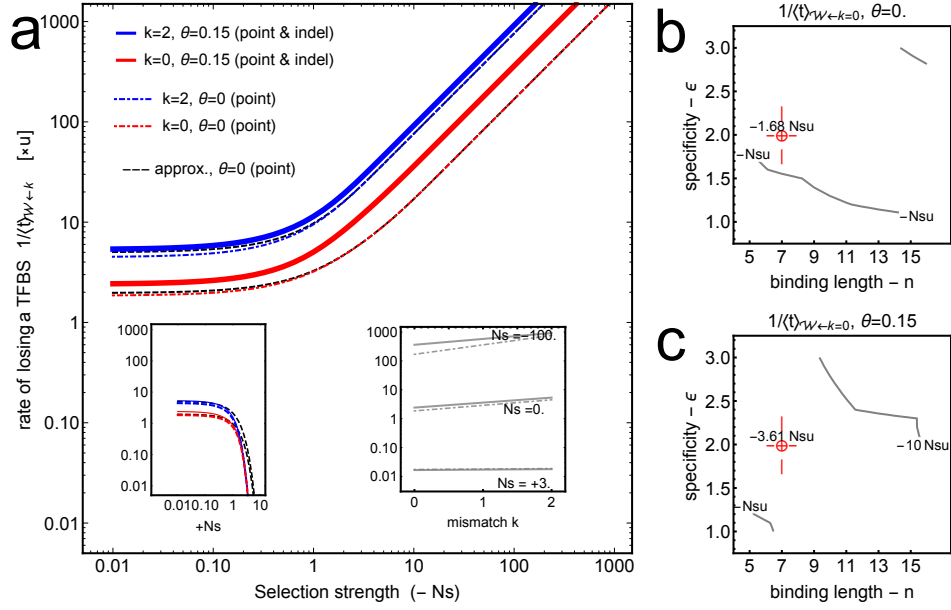 a
rate of losing a TFBS 1/⟨t⟩𝒲←k [×u]
1000
100
10
1
0.10
0.01
k=2, θ=0.15 (point & indel)
k=0, θ=0.15 (point & indel)
k=2, θ=0 (point)
k=0, θ=0 (point)
approx., θ=0 (point)
1000
100
10
1
0.10
0.01
0.01 0.10 1 10
+Ns
1000
100
10
1
0.10
0.01
Ns=−100.
Ns=0.
Ns = +3.
0 1 2
mismatch k
0.01 0.10 1 10 100 1000
Selection strength (− Ns)
b
1/⟨t⟩𝒲←k=0, θ=0.
specificity − ϵ
3.0
2.5
2.0
1.5
1.0
−1.68 Nsu
−Nsu
−Nsu
5 7 9 11 13 15
binding length − n
c
1/⟨t⟩𝒲←k=0, θ=0.15
specificity − ϵ
3.0
2.5
2.0
1.5
1.0
−3.61 Nsu
−10 Nsu
−Nsu
5 7 9 11 13 15
binding length − n